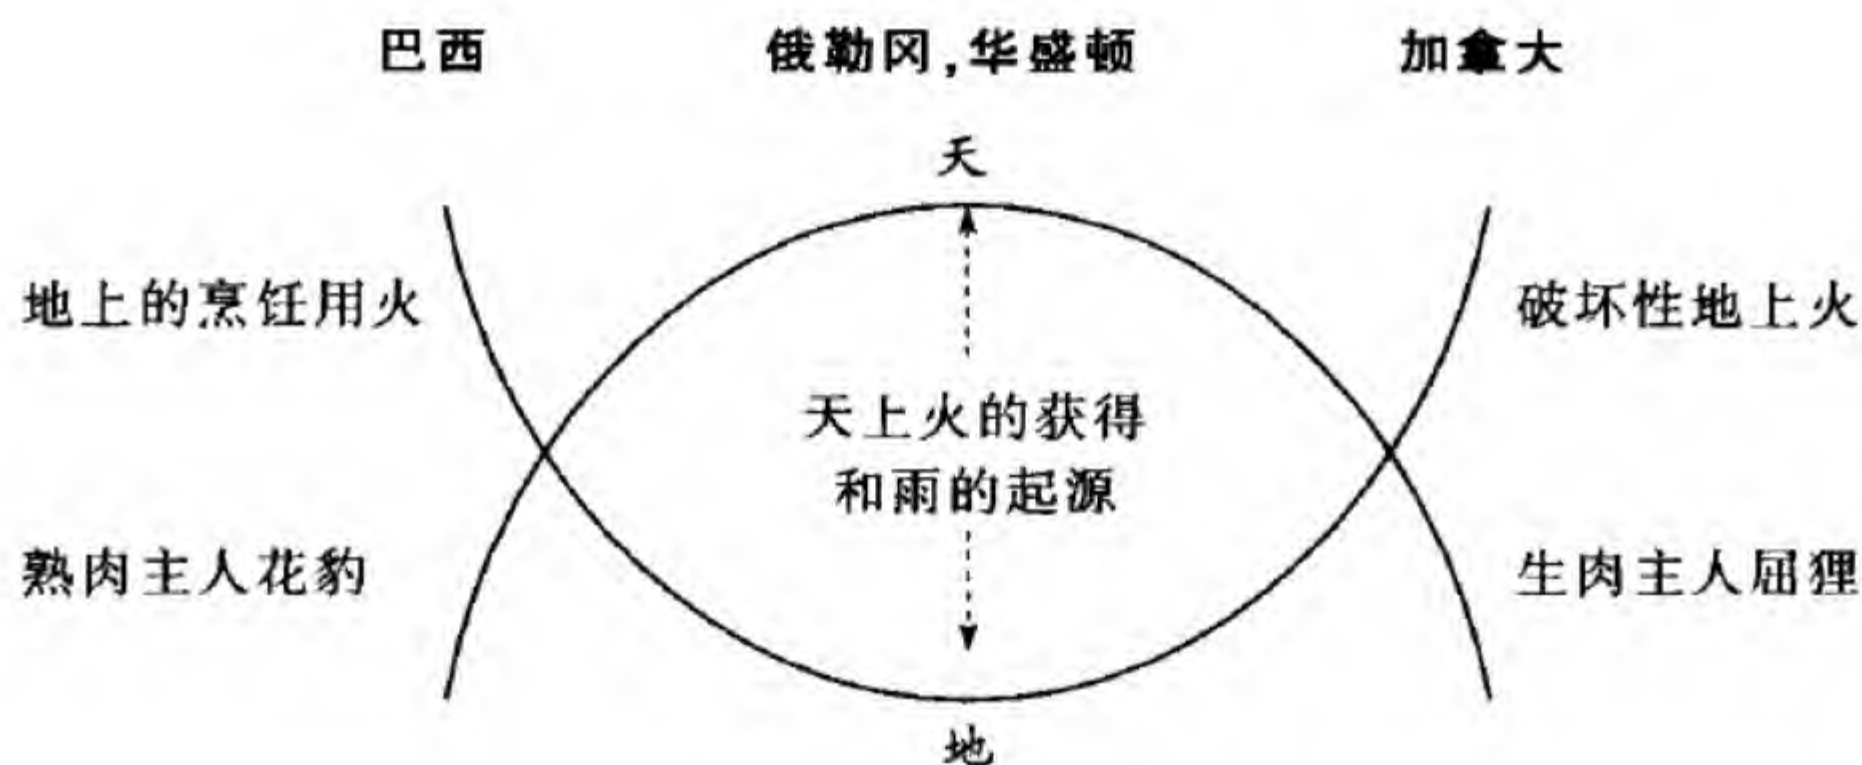 巴西 俄勒冈,华盛顿 加拿大
天
地上的烹饪用火 破坏性地上火
天上火的获得
和雨的起源
熟肉主人花豹 生肉主人屈狸
地